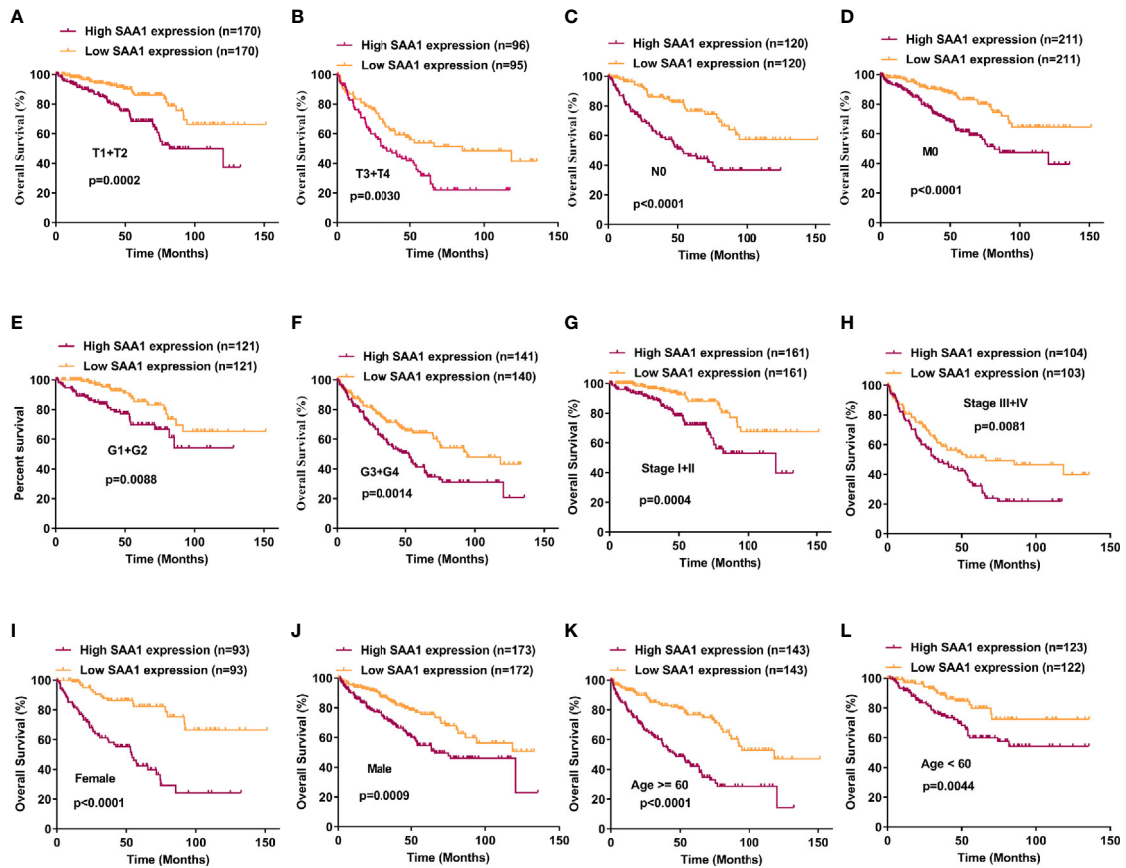 A
High SAA1 expression (n=170)
Low SAA1 expression (n=170)
Overall Survival (%)
100
80
60
40
20
0
T1+T2
p=0.0002
0 50 100 150
Time (Months)
B
High SAA1 expression (n=96)
Low SAA1 expression (n=95)
Overall Survival (%)
100
80
60
40
20
0
T3+T4
p=0.0030
0 50 100 150
Time (Months)
C
High SAA1 expression (n=120)
Low SAA1 expression (n=120)
Overall Survival (%)
100
80
60
40
20
0
N0
p<0.0001
0 50 100 150
Time (Months)
D
High SAA1 expression (n=211)
Low SAA1 expression (n=211)
Overall Survival (%)
100
80
60
40
20
0
M0
p<0.0001
0 50 100 150
Time (Months)
E
High SAA1 expression (n=121)
Low SAA1 expression (n=121)
Percent survival
100
80
60
40
20
0
G1+G2
p=0.0088
0 50 100 150
Time (Months)
F
High SAA1 expression (n=141)
Low SAA1 expression (n=140)
Overall Survival (%)
100
80
60
40
20
0
G3+G4
p=0.0014
0 50 100 150
Time (Months)
G
High SAA1 expression (n=161)
Low SAA1 expression (n=161)
Overall Survival (%)
100
80
60
40
20
0
Stage I+II
p=0.0004
0 50 100 150
Time (Months)
H
High SAA1 expression (n=104)
Low SAA1 expression (n=103)
Overall Survival (%)
100
80
60
40
20
0
Stage III+IV
p=0.0081
0 50 100 150
Time (Months)
I
High SAA1 expression (n=93)
Low SAA1 expression (n=93)
Overall Survival (%)
100
80
60
40
20
0
Female
p<0.0001
0 50 100 150
Time (Months)
J
High SAA1 expression (n=173)
Low SAA1 expression (n=172)
Overall Survival (%)
100
80
60
40
20
0
Male
p=0.0009
0 50 100 150
Time (Months)
K
High SAA1 expression (n=143)
Low SAA1 expression (n=143)
Overall Survival (%)
100
80
60
40
20
0
Age >= 60
p<0.0001
0 50 100 150
Time (Months)
L
High SAA1 expression (n=123)
Low SAA1 expression (n=122)
Overall Survival (%)
100
80
60
40
20
0
Age < 60
p=0.0044
0 50 100 150
Time (Months)